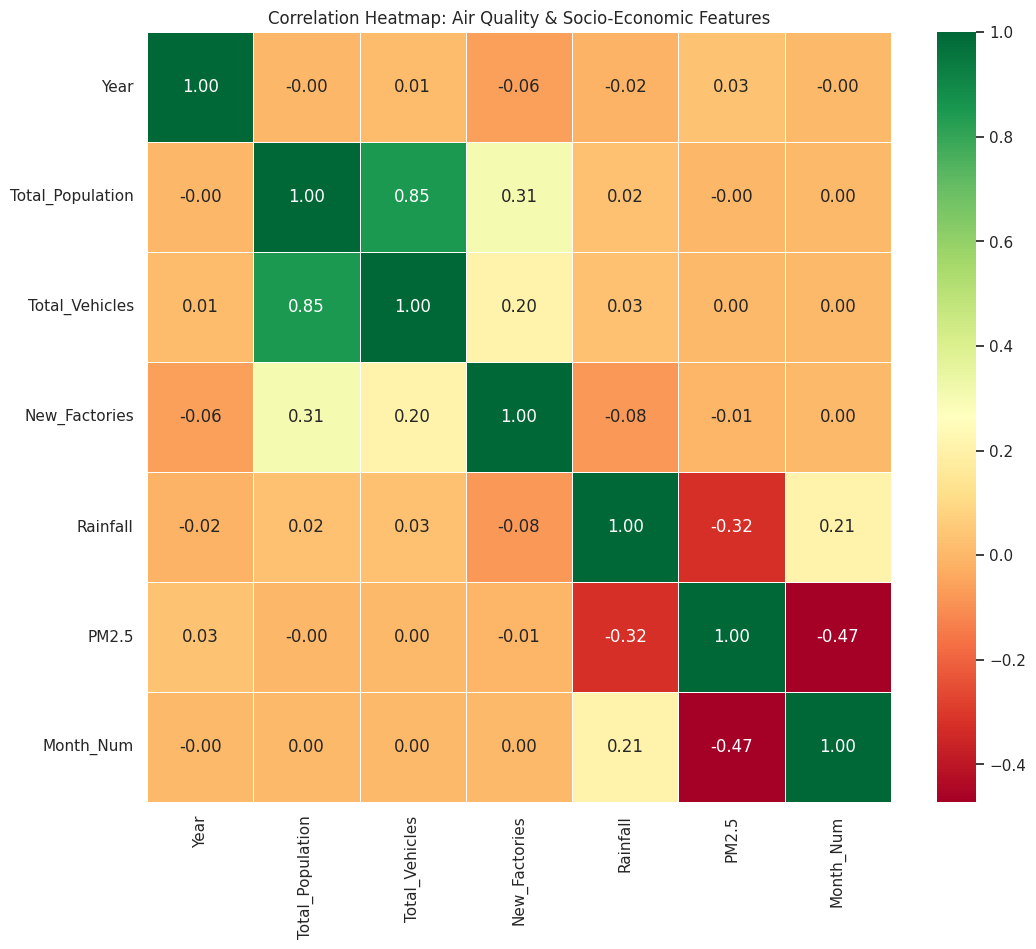 Correlation Heatmap: Air Quality & Socio-Economic Features
Year 1.00 -0.00 0.01 -0.06 -0.02 0.03 -0.00
Total_Population -0.00 1.00 0.85 0.31 0.02 -0.00 0.00
Total_Vehicles 0.01 0.85 1.00 0.20 0.03 0.00 0.00
New_Factories -0.06 0.31 0.20 1.00 -0.08 -0.01 0.00
Rainfall -0.02 0.02 0.03 -0.08 1.00 -0.32 0.21
PM2.5 0.03 -0.00 0.00 -0.01 -0.32 1.00 -0.47
Month_Num -0.00 0.00 0.00 0.00 0.21 -0.47 1.00
Year Total_Population Total_Vehicles New_Factories Rainfall PM2.5 Month_Num
1.0
0.8
0.6
0.4
0.2
0.0
−0.2
−0.4